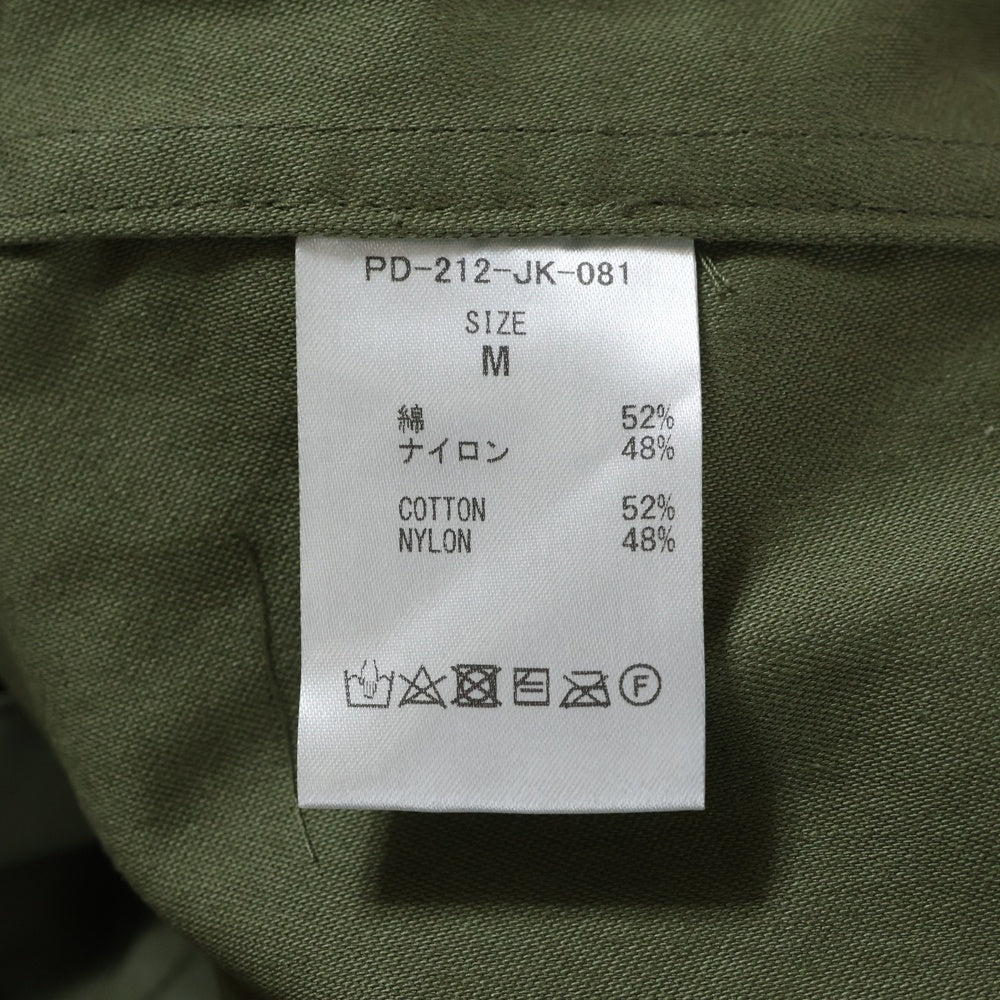 PD-212-JK-081
SIZE
M
綿 52%
ナイロン 48%
COTTON 52%
NYLON 48%
F